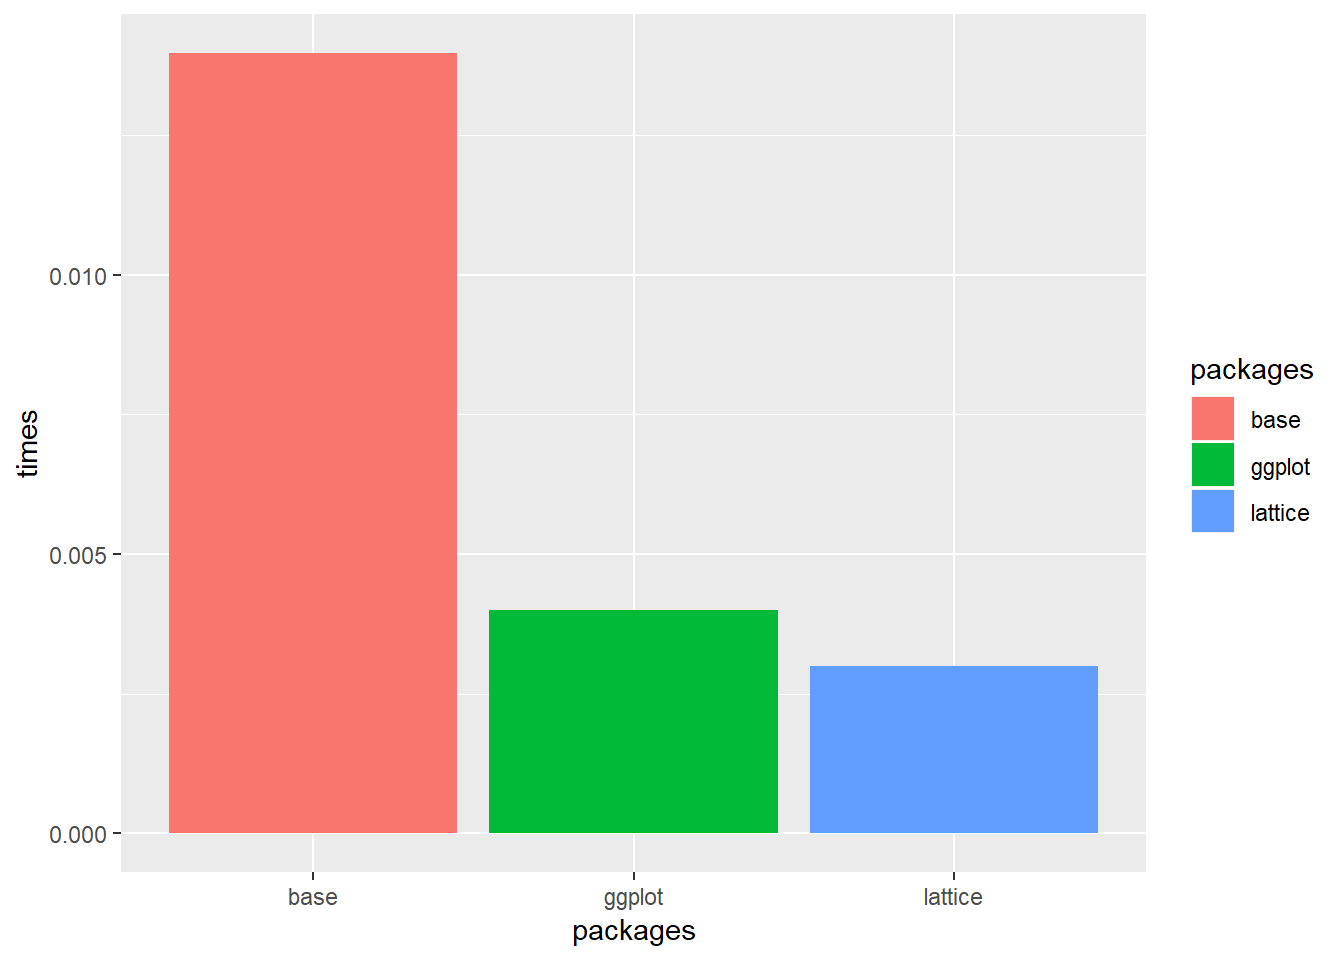 0.010
0.005
0.000
times
base
ggplot
lattice
packages
packages
base
ggplot
lattice